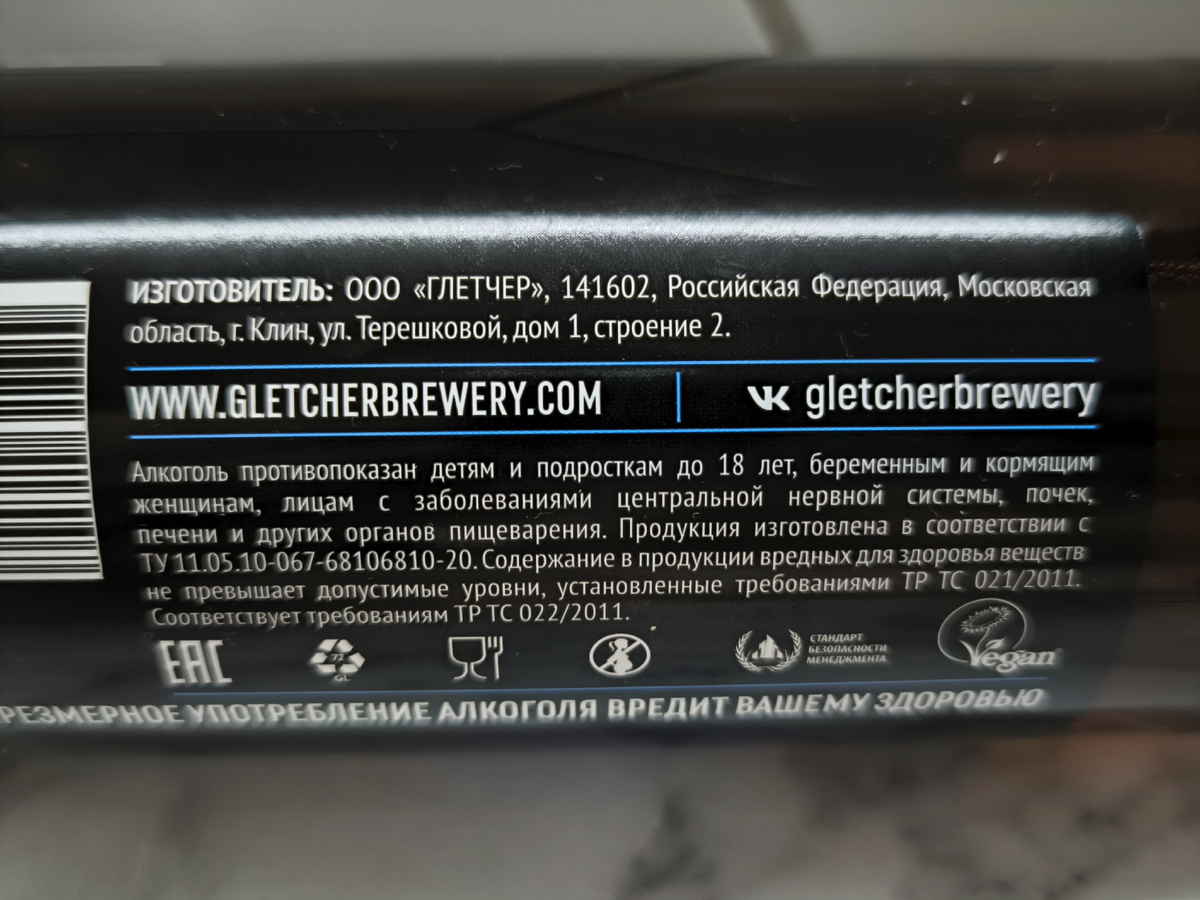 ИЗГОТОВИТЕЛЬ: ООО «ГЛЕТЧЕР», 141602, Российская Федерация, Московская
область, г. Клин, ул. Терешковой, дом 1, строение 2.
WWW.GLETCHERBREWERY.COM
gletcherbrewery
Алкоголь противопоказан детям и подросткам до 18 лет, беременным и кормящим
женщинам, лицам с заболеваниями центральной нервной системы, почек,
печени и других органов пищеварения. Продукция изготовлена в соответствии с
ТУ 11.05.10-067-68106810-20. Содержание в продукции вредных для здоровья веществ
не превышает допустимые уровни, установленные требованиями ТР ТС 021/2011.
Соответствует требованиям ТР ТС 022/2011.
ЕАС
72
GL
СТАНДАРТ
БЕЗОПАСНОСТИ
МЕНЕДЖМЕНТА
Vegan
РЕЗМЕРНОЕ УПОТРЕБЛЕНИЕ АЛКОГОЛЯ ВРЕДИТ ВАШЕМУ ЗДОРОВЬЮ